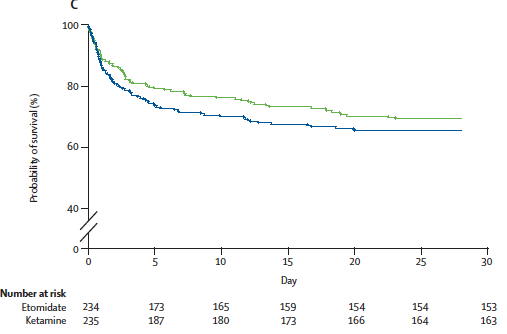 C
100
80
60
40
0
Probability of survival (%)
0 5 10 15 20 25 30
Day
Number at risk
Etomidate 234 173 165 159 154 154 153
Ketamine 235 187 180 173 166 164 163